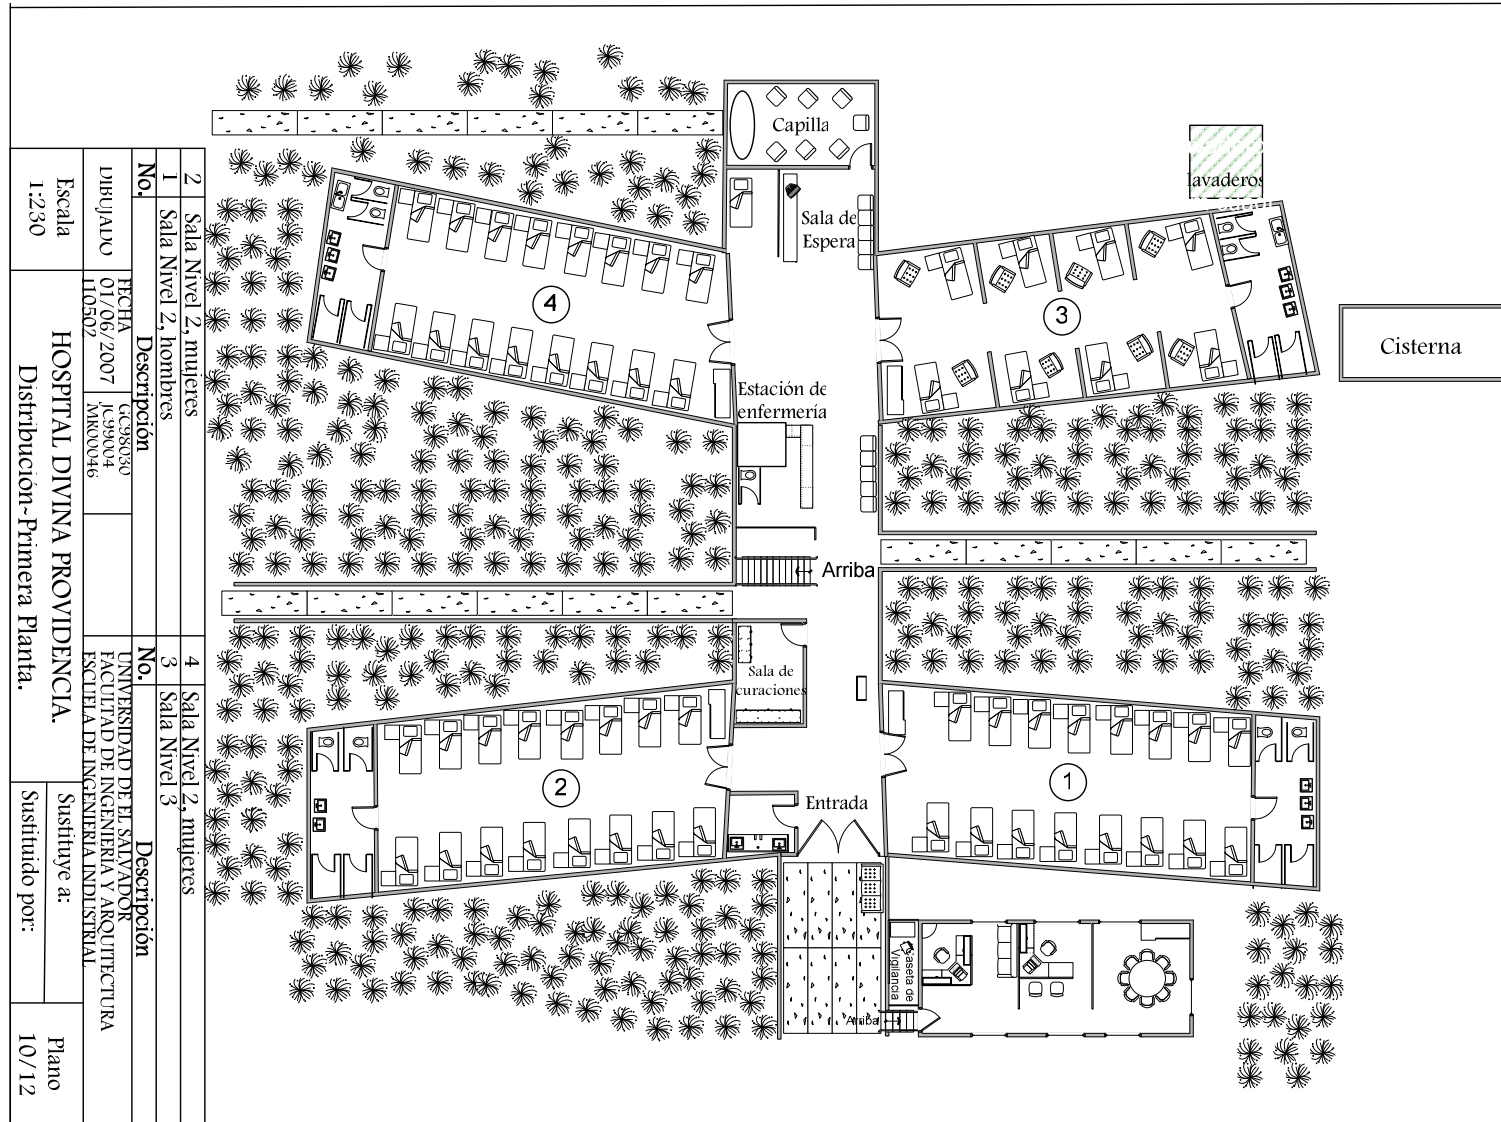 Capilla
lavaderos
Sala de
Espera
4
3
Cisterna
Estación de
enfermería
Arriba
Sala de
curaciones
2
1
Entrada
Caseta de
Vigilancia
Arriba
2 Sala Nivel 2, mujeres
1 Sala Nivel 2, hombres
No. Descripción
4 Sala Nivel 2, mujeres
3 Sala Nivel 3
No. Descripción
DIBUJADO
FECHA
01/06/2007
110502
GC98030
JC99004
MR00046
UNIVERSIDAD DE EL SALVADOR
FACULTAD DE INGENIERÍA Y ARQUITECTURA
ESCUELA DE INGENIERIA INDUSTRIAL
Escala
1:230
HOSPITAL DIVINA PROVIDENCIA.
Distribución~Primera Planta.
Sustituye a:
Sustituido por:
Plano
10/12